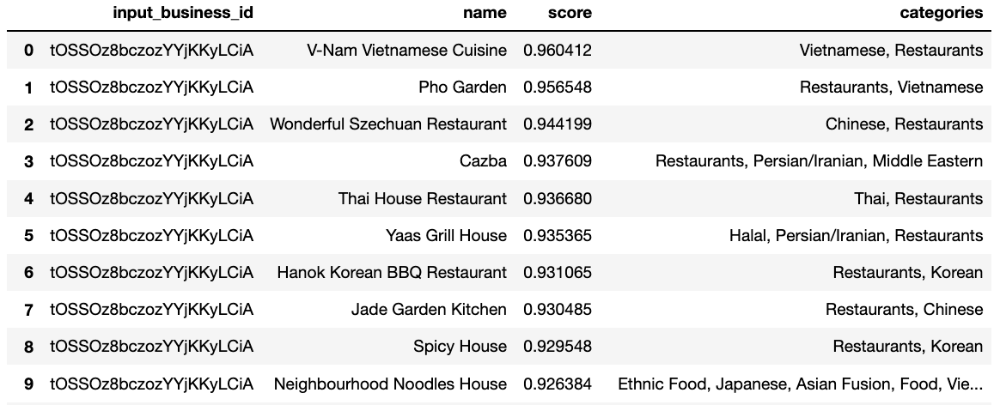 input_business_id name score categories
0 tOSSOz8bczozYYjKKyLCiA V-Nam Vietnamese Cuisine 0.960412 Vietnamese, Restaurants
1 tOSSOz8bczozYYjKKyLCiA Pho Garden 0.956548 Restaurants, Vietnamese
2 tOSSOz8bczozYYjKKyLCiA Wonderful Szechuan Restaurant 0.944199 Chinese, Restaurants
3 tOSSOz8bczozYYjKKyLCiA Cazba 0.937609 Restaurants, Persian/Iranian, Middle Eastern
4 tOSSOz8bczozYYjKKyLCiA Thai House Restaurant 0.936680 Thai, Restaurants
5 tOSSOz8bczozYYjKKyLCiA Yaas Grill House 0.935365 Halal, Persian/Iranian, Restaurants
6 tOSSOz8bczozYYjKKyLCiA Hanok Korean BBQ Restaurant 0.931065 Restaurants, Korean
7 tOSSOz8bczozYYjKKyLCiA Jade Garden Kitchen 0.930485 Restaurants, Chinese
8 tOSSOz8bczozYYjKKyLCiA Spicy House 0.929548 Restaurants, Korean
9 tOSSOz8bczozYYjKKyLCiA Neighbourhood Noodles House 0.926384 Ethnic Food, Japanese, Asian Fusion, Food, Vie...